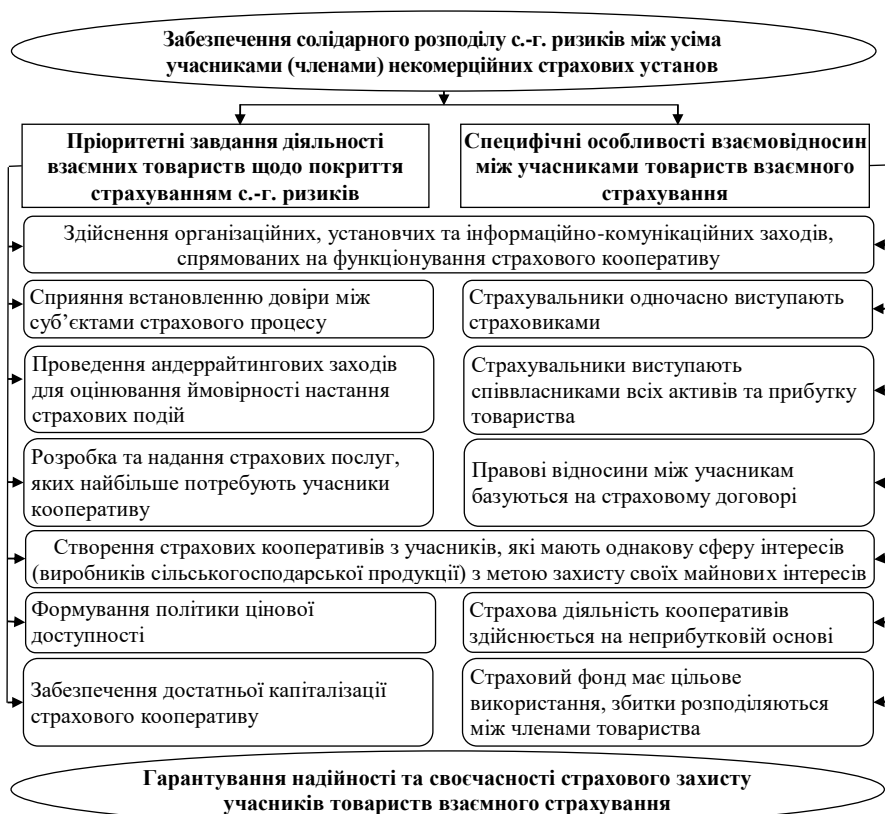 Забезпечення солідарного розподілу с.-г. ризиків між усіма
учасниками (членами) некомерційних страхових установ
Пріоритетні завдання діяльності
взаємних товариств щодо покриття
страхуванням с.-г. ризиків
Специфічні особливості взаємовідносин
між учасниками товариств взаємного
страхування
Здійснення організаційних, установчих та інформаційно-комунікаційних заходів,
спрямованих на функціонування страхового кооперативу
Сприяння встановленню довіри між
суб’єктами страхового процесу
Страхувальники одночасно виступають
страховиками
Проведення андеррайтингових заходів
для оцінювання ймовірності настання
страхових подій
Страхувальники виступають
співвласниками всіх активів та прибутку
товариства
Розробка та надання страхових послуг,
яких найбільше потребують учасники
кооперативу
Правові відносини між учасникам
базуються на страховому договорі
Створення страхових кооперативів з учасників, які мають однакову сферу інтересів
(виробників сільськогосподарської продукції) з метою захисту своїх майнових інтересів
Формування політики цінової
доступності
Страхова діяльність кооперативів
здійснюється на неприбутковій основі
Забезпечення достатньої капіталізації
страхового кооперативу
Страховий фонд має цільове
використання, збитки розподіляються
між членами товариства
Гарантування надійності та своєчасності страхового захисту
учасників товариств взаємного страхування